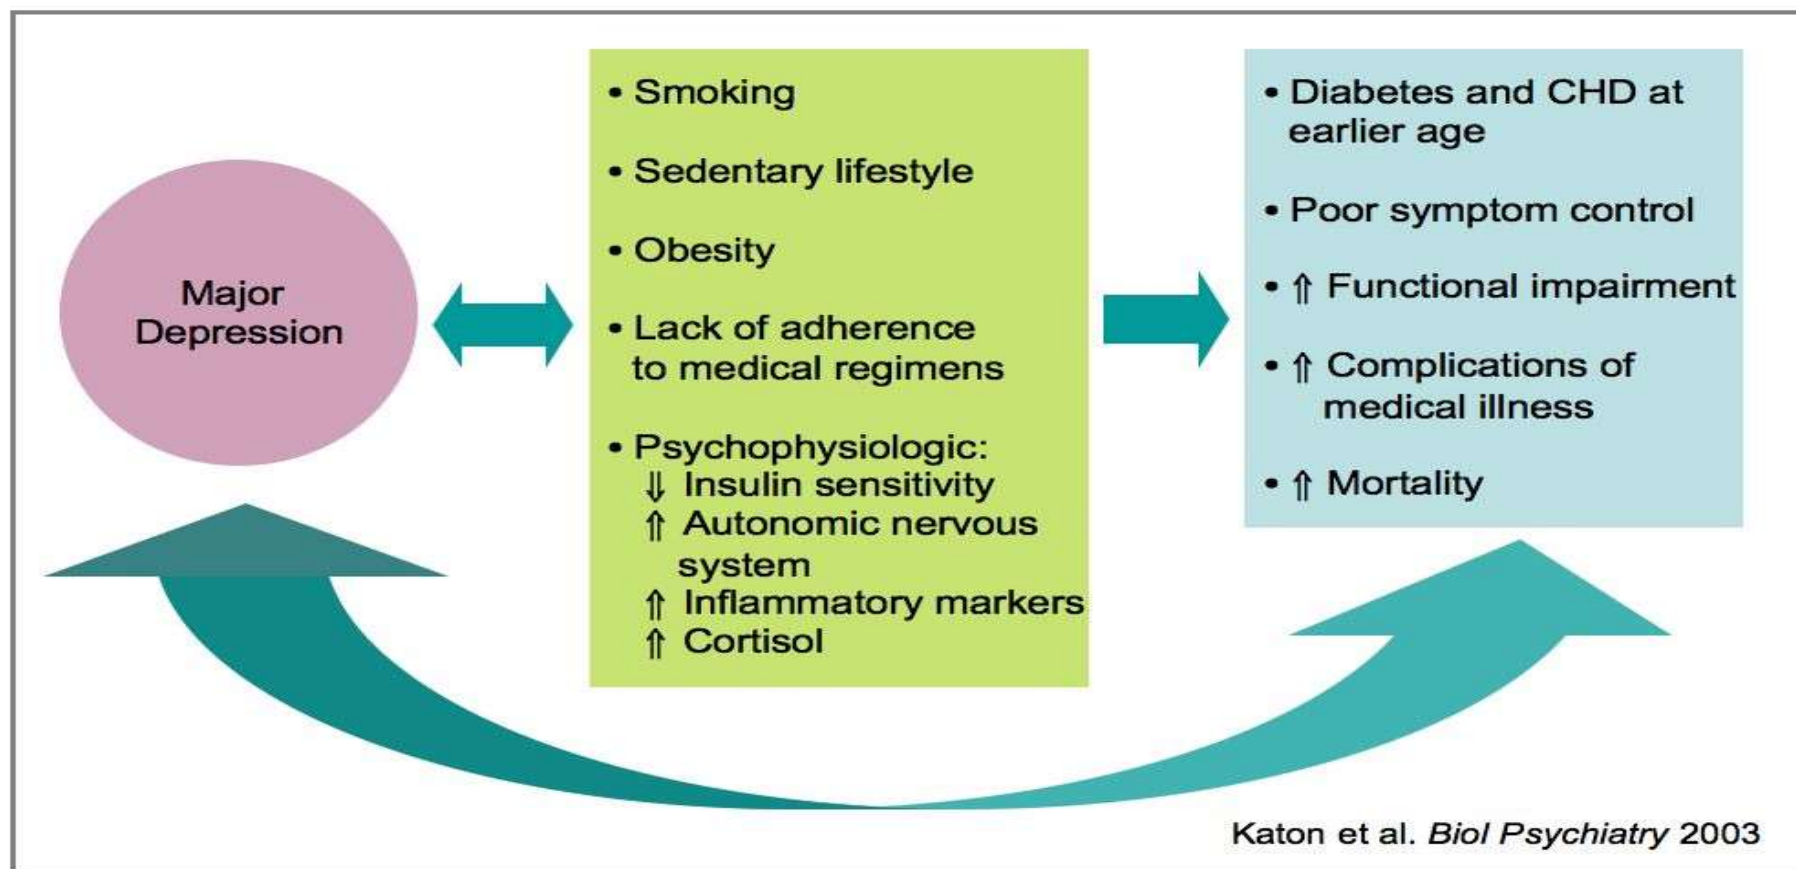 Major
Depression
• Smoking
• Sedentary lifestyle
• Obesity
• Lack of adherence
to medical regimens
• Psychophysiologic:
⇓ Insulin sensitivity
⇑ Autonomic nervous
system
⇑ Inflammatory markers
⇑ Cortisol
• Diabetes and CHD at
earlier age
• Poor symptom control
• ⇑ Functional impairment
• ⇑ Complications of
medical illness
• ⇑ Mortality
Katon et al. Biol Psychiatry 2003